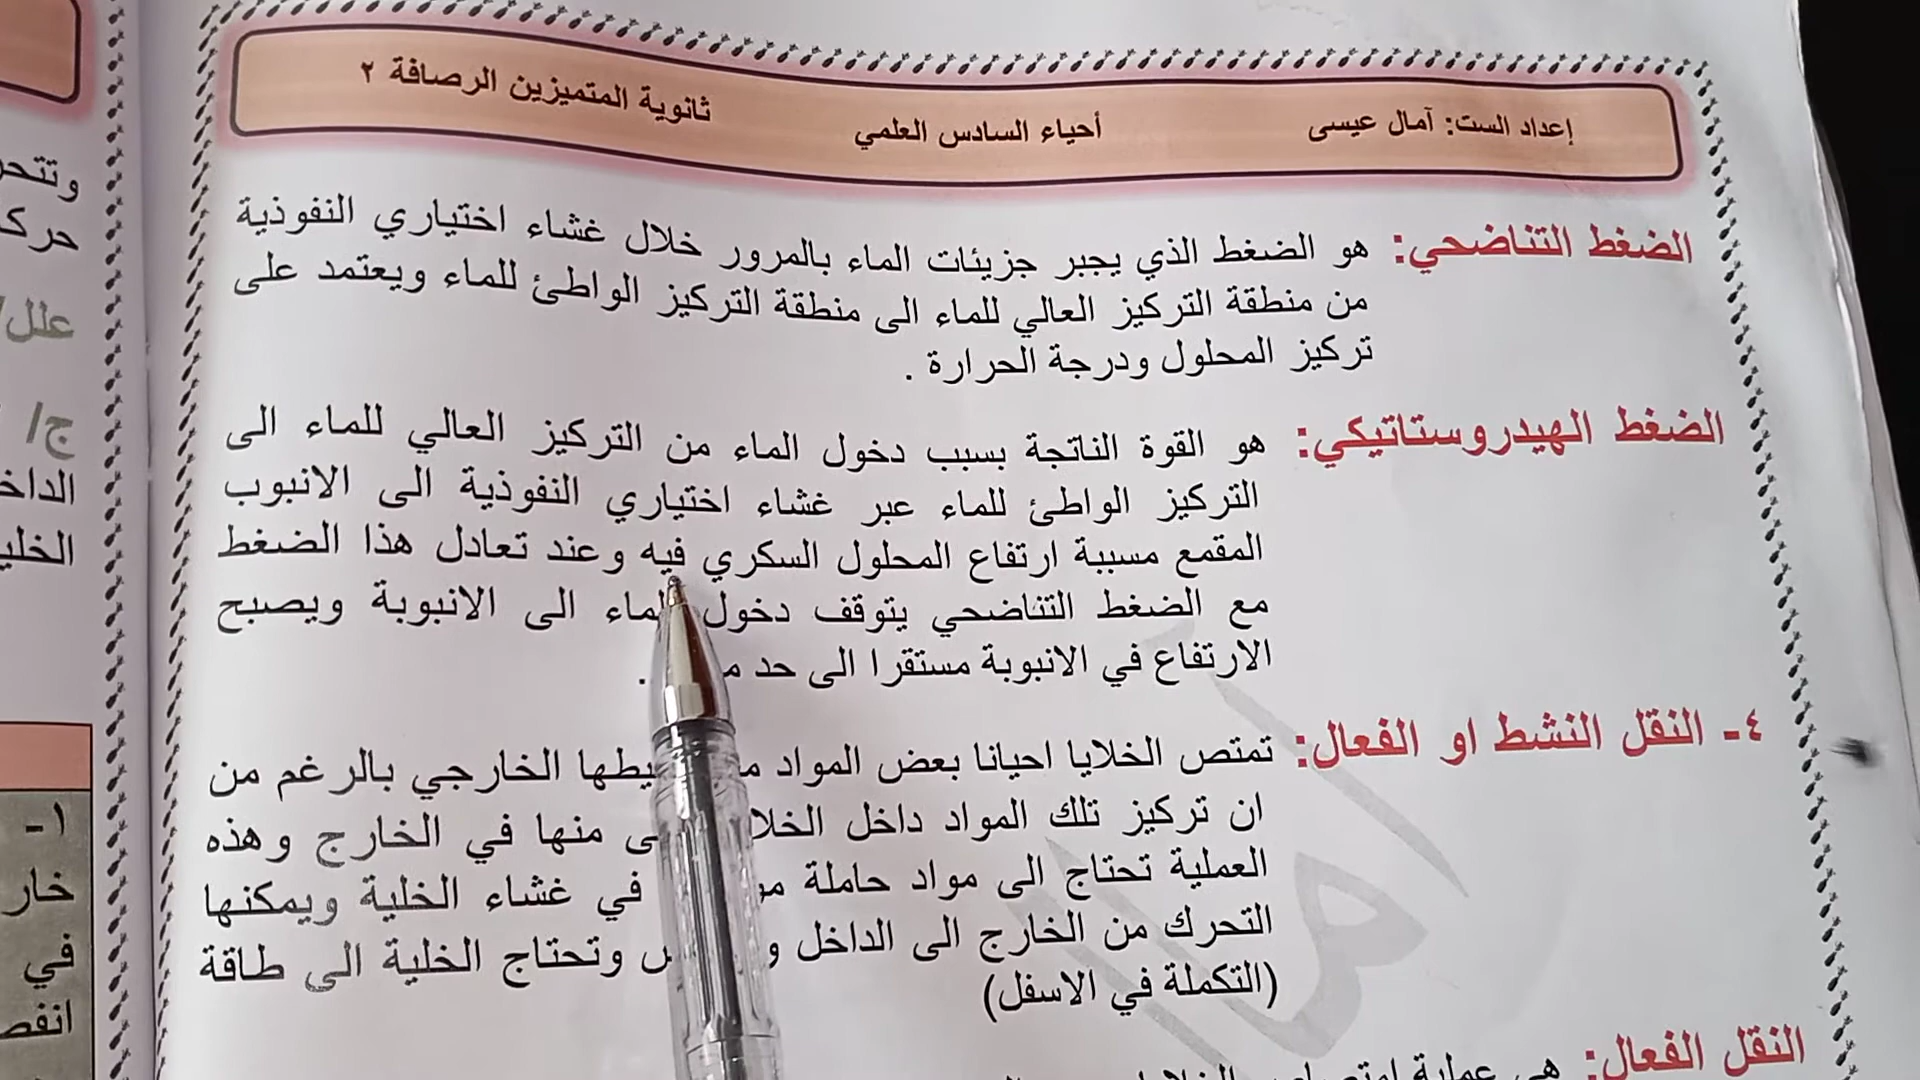 إعداد الست: آمال عيسى
أحياء السادس العلمي
ثانوية المتميزين الرصافة ٢
الضغط التناضحي: هو الضغط الذي يجبر جزيئات الماء بالمرور خلال غشاء اختياري النفوذية
من منطقة التركيز العالي للماء الى منطقة التركيز الواطئ للماء ويعتمد على
تركيز المحلول ودرجة الحرارة .
الضغط الهيدروستاتيكي: هو القوة الناتجة بسبب دخول الماء من التركيز العالي للماء الى
التركيز الواطئ للماء عبر غشاء اختياري النفوذية الى الانبوب
المقمع مسببة ارتفاع المحلول السكري فيه وعند تعادل هذا الضغط
مع الضغط التناضحي يتوقف دخول الماء الى الانبوبة ويصبح
الارتفاع في الانبوبة مستقرا الى حد .
٤- النقل النشط او الفعال: تمتص الخلايا احيانا بعض المواد الخارجي بالرغم من
ان تركيز تلك المواد داخل منها في الخارج وهذه
العملية تحتاج الى مواد حاملة في غشاء الخلية ويمكنها
التحرك من الخارج الى الداخل وتحتاج الخلية الى طاقة
(التكملة في الاسفل)
النقل الفعال: هي عملية
حركة
علل/
ج/
١-
في